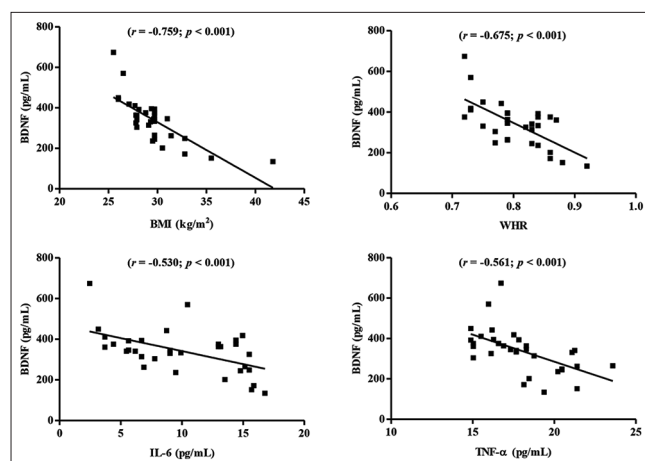 (r = -0.759; p < 0.001)
BDNF (pg/mL)
800
600
400
200
0
20 25 30 35 40 45
BMI (kg/m²)
(r = -0.675; p < 0.001)
BDNF (pg/mL)
800
600
400
200
0
0.6 0.7 0.8 0.9 1.0
WHR
(r = -0.530; p < 0.001)
BDNF (pg/mL)
800
600
400
200
0
0 5 10 15 20
IL-6 (pg/mL)
(r = -0.561; p < 0.001)
BDNF (pg/mL)
800
600
400
200
0
10 15 20 25
TNF-α (pg/mL)